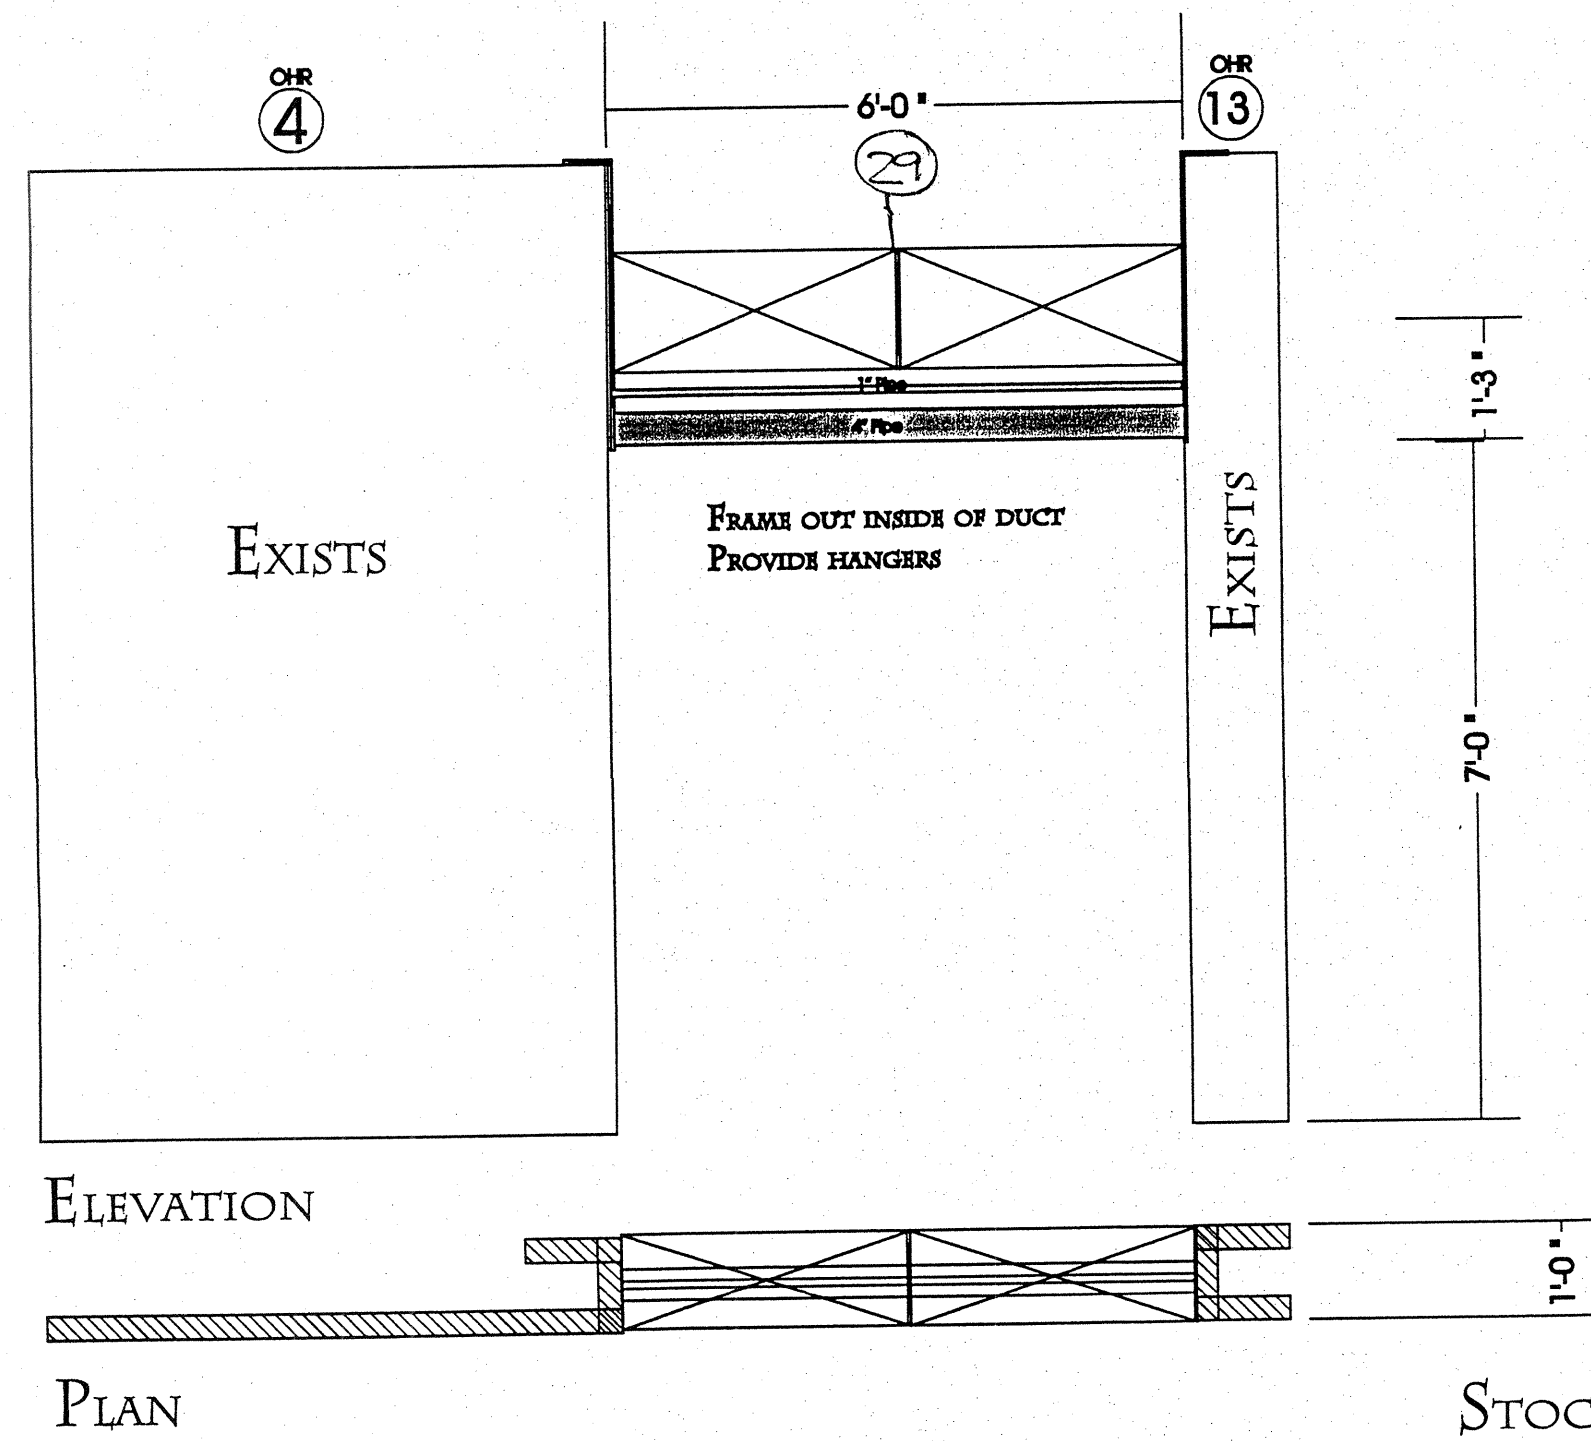 OHR
4
6'-0"
OHR
13
29
1" Pipe
4" Pipe
1'-3"
FRAME OUT INSIDE OF DUCT
PROVIDE HANGERS
EXISTS
EXISTS
7'-0"
ELEVATION
1'-0"
PLAN
STOC